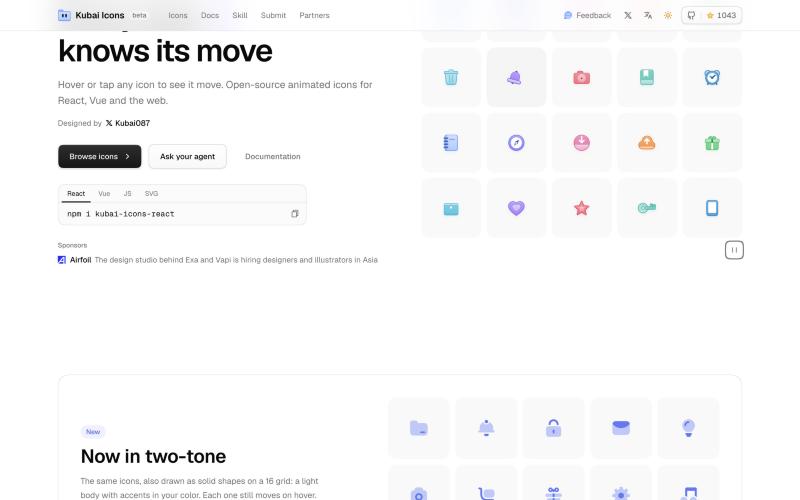 Kubai Icons beta Icons Docs Skill Submit Partners Feedback 1043
knows its move
Hover or tap any icon to see it move. Open-source animated icons for
React, Vue and the web.
Designed by Kubai087
Browse icons Ask your agent Documentation
React Vue JS SVG
npm i kubai-icons-react
Sponsors
Airfoil The design studio behind Exa and Vapi is hiring designers and illustrators in Asia
New
Now in two-tone
The same icons, also drawn as solid shapes on a 16 grid: a light
body with accents in your color. Each one still moves on hover.